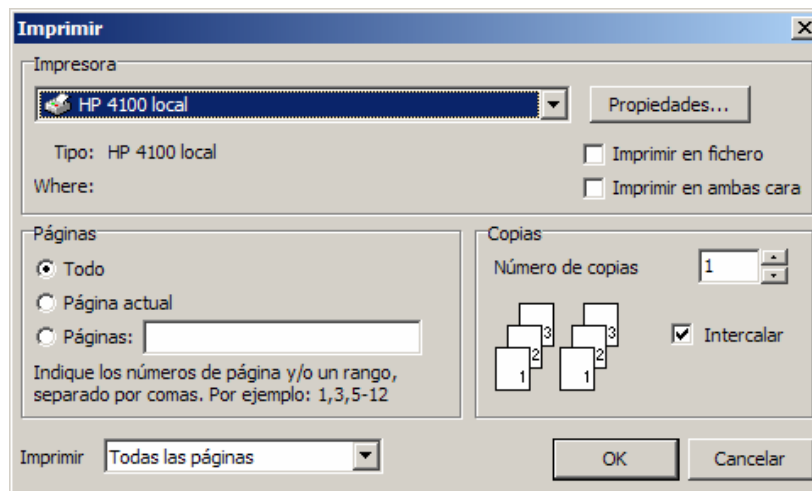 Imprimir
Impresora
HP 4100 local
Propiedades...
Tipo: HP 4100 local
Imprimir en fichero
Where:
Imprimir en ambas cara
Páginas
Todo
Página actual
Páginas:
Indique los números de página y/o un rango,
separado por comas. Por ejemplo: 1,3,5-12
Copias
Número de copias 1
3 3
2 2
1 1
Intercalar
Imprimir Todas las páginas
OK
Cancelar